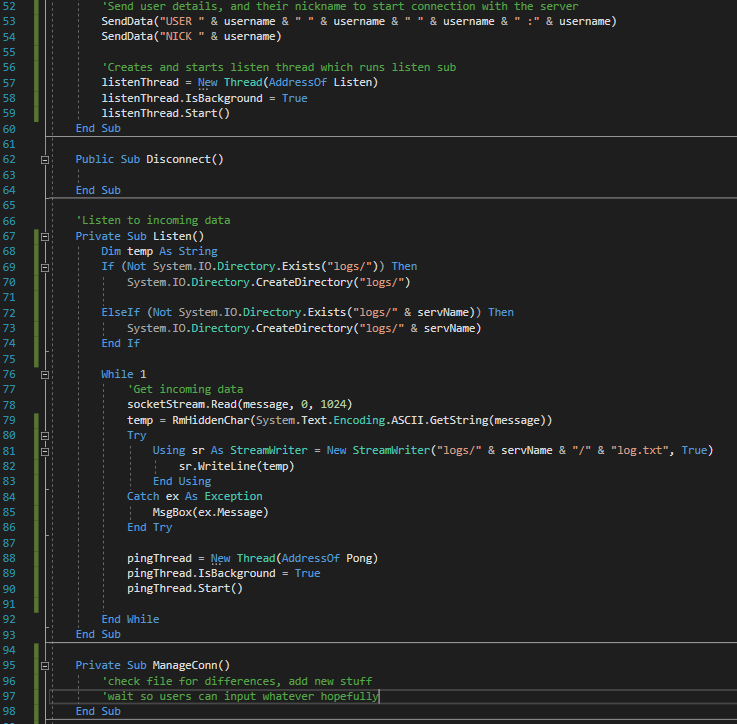 52 'Send user details, and their nickname to start connection with the server
53 SendData("USER " & username & " " & username & " " & username & " :" & username)
54 SendData("NICK " & username)
55
56 'Creates and starts listen thread which runs listen sub
57 listenThread = New Thread(AddressOf Listen)
58 listenThread.IsBackground = True
59 listenThread.Start()
60 End Sub
61
62 Public Sub Disconnect()
63
64 End Sub
65
66 'Listen to incoming data
67 Private Sub Listen()
68 Dim temp As String
69 If (Not System.IO.Directory.Exists("logs/")) Then
70 System.IO.Directory.CreateDirectory("logs/")
71
72 ElseIf (Not System.IO.Directory.Exists("logs/" & servName)) Then
73 System.IO.Directory.CreateDirectory("logs/" & servName)
74 End If
75
76 While 1
77 'Get incoming data
78 socketStream.Read(message, 0, 1024)
79 temp = RmHiddenChar(System.Text.Encoding.ASCII.GetString(message))
80 Try
81 Using sr As StreamWriter = New StreamWriter("logs/" & servName & "/" & "log.txt", True)
82 sr.WriteLine(temp)
83 End Using
84 Catch ex As Exception
85 MsgBox(ex.Message)
86 End Try
87
88 pingThread = New Thread(AddressOf Pong)
89 pingThread.IsBackground = True
90 pingThread.Start()
91
92 End While
93 End Sub
94
95 Private Sub ManageConn()
96 'check file for differences, add new stuff
97 'wait so users can input whatever hopefully
98 End Sub